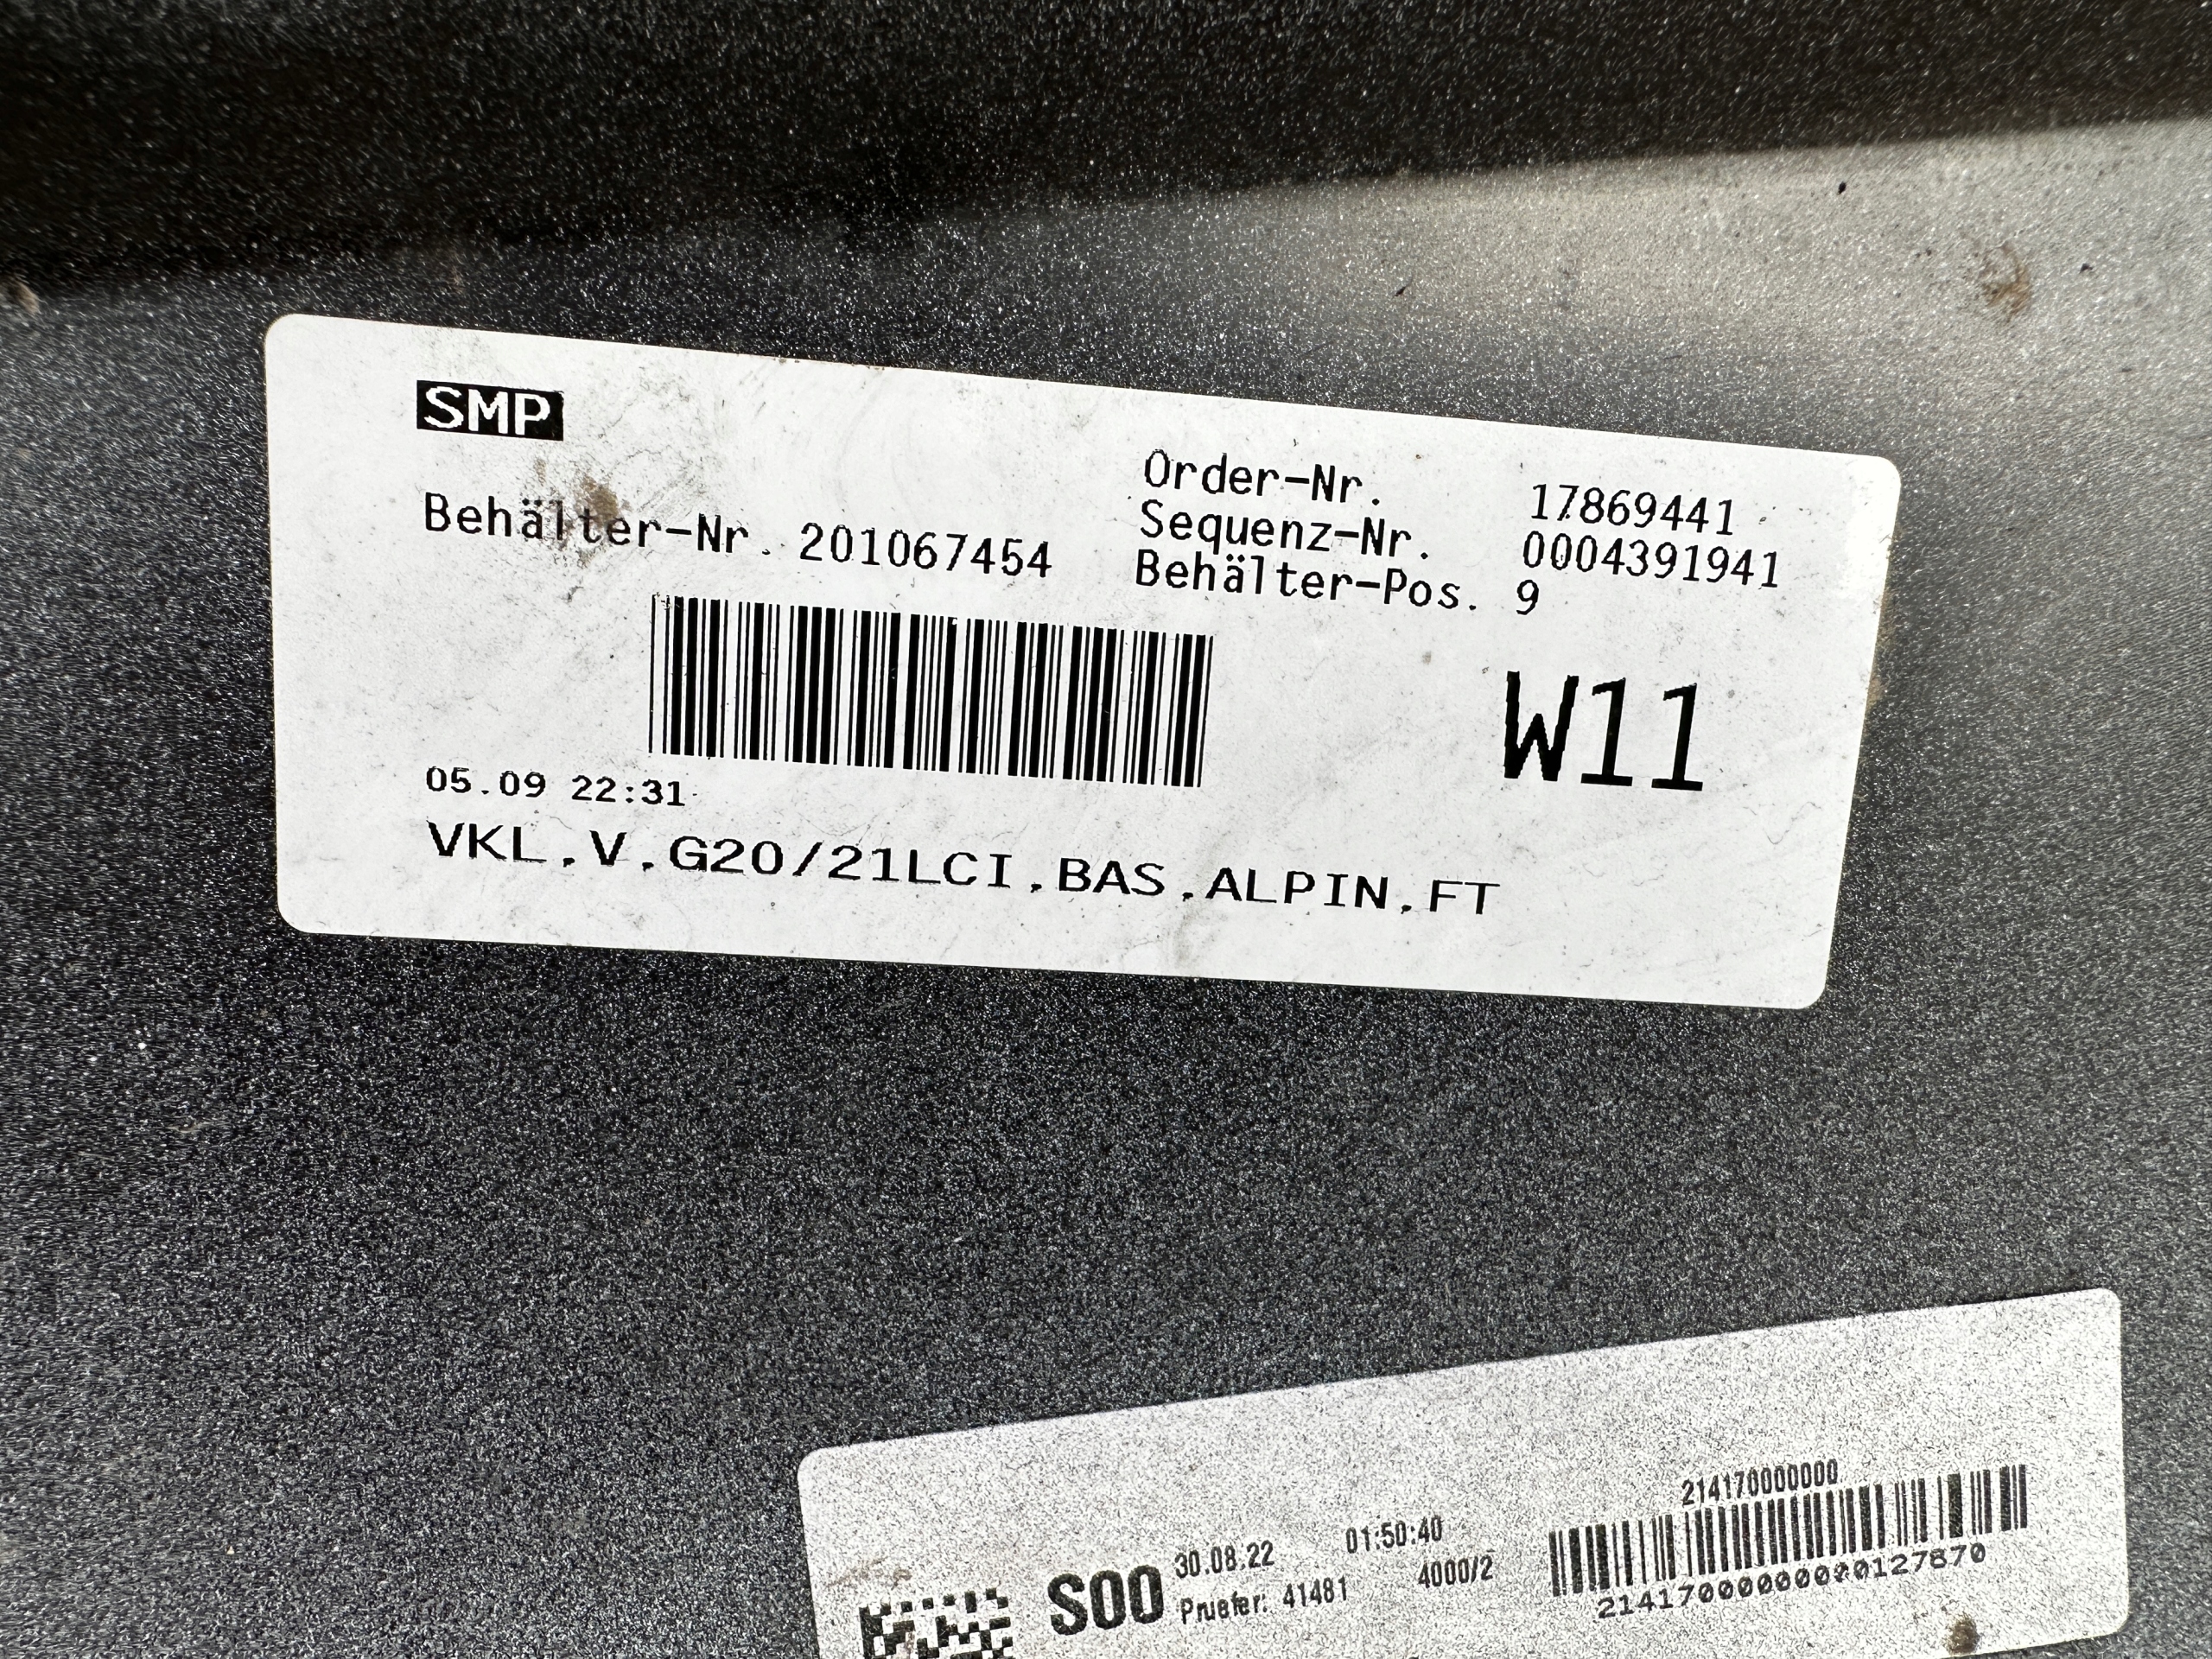 SMP
Behälter-Nr. 201067454
Order-Nr. 17869441
Sequenz-Nr. 0004391941
Behälter-Pos. 9
W11
05.09 22:31
VKL,V,G20/21LCI,BAS,ALPIN,FT
214170000000
S00
30.08.22 01:50:40
Pruefer: 41481 4000/2
214170000000000127870